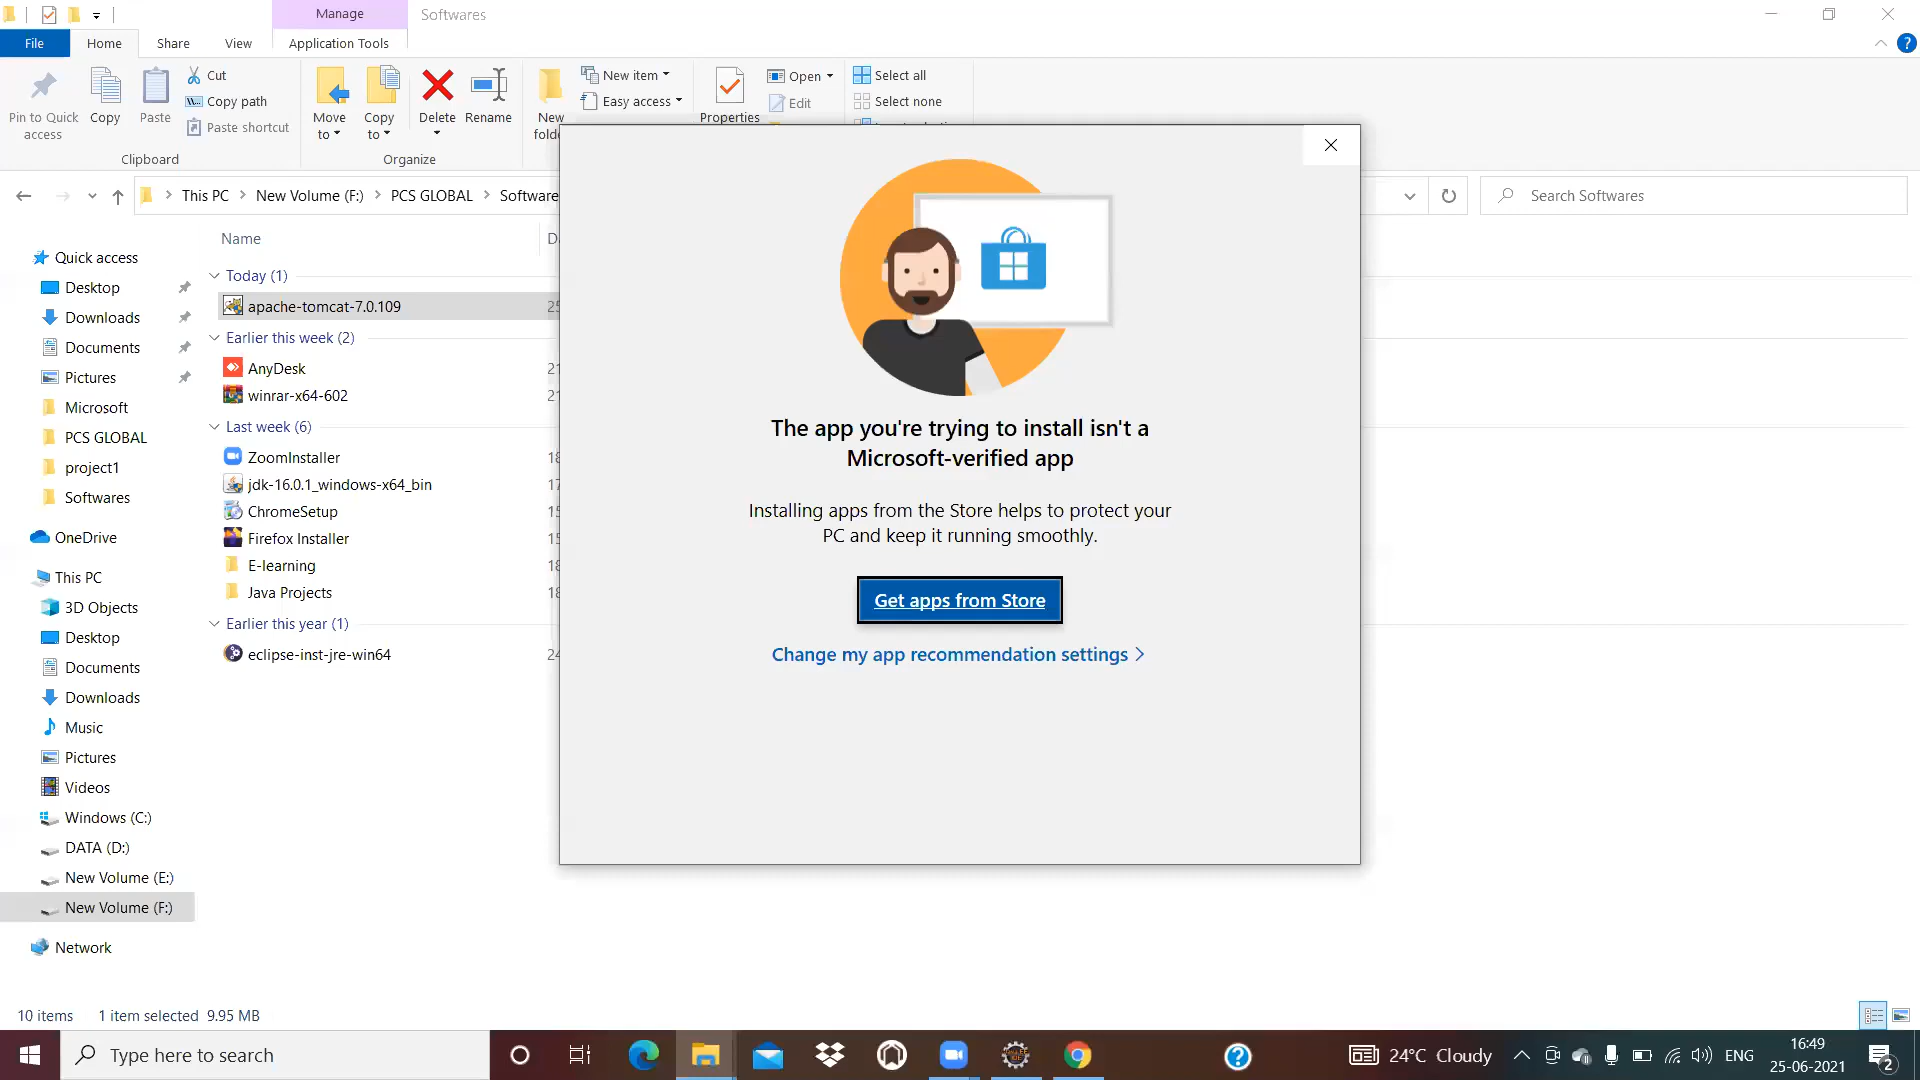 Manage
Softwares
File
Home
Share
View
Application Tools
Pin to Quick access
Copy
Paste
Cut
Copy path
Paste shortcut
Clipboard
Move to
Copy to
Delete
Rename
Organize
New
New item
Easy access
Properties
Open
Edit
Select all
Select none
This PC
New Volume (F:)
PCS GLOBAL
Software
Search Softwares
Name
Today (1)
apache-tomcat-7.0.109
Earlier this week (2)
AnyDesk
winrar-x64-602
Last week (6)
ZoomInstaller
jdk-16.0.1_windows-x64_bin
ChromeSetup
Firefox Installer
E-learning
Java Projects
Earlier this year (1)
eclipse-inst-jre-win64
Quick access
Desktop
Downloads
Documents
Pictures
Microsoft
PCS GLOBAL
project1
Softwares
OneDrive
This PC
3D Objects
Desktop
Documents
Downloads
Music
Pictures
Videos
Windows (C:)
DATA (D:)
New Volume (E:)
New Volume (F:)
Network
The app you're trying to install isn't a
Microsoft-verified app
Installing apps from the Store helps to protect your
PC and keep it running smoothly.
Get apps from Store
Change my app recommendation settings
10 items
1 item selected 9.95 MB
Type here to search
24°C Cloudy
ENG
16:49
25-06-2021
2